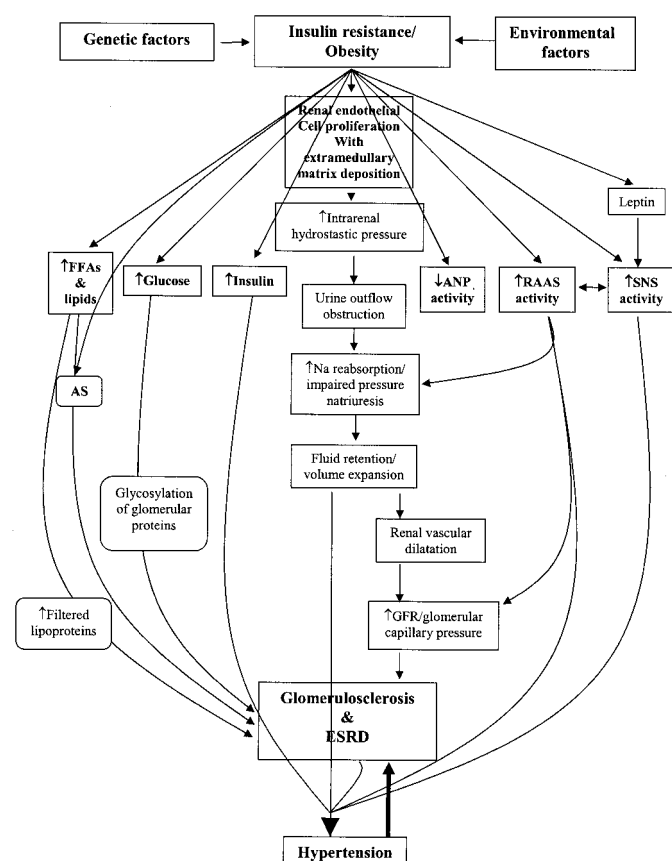 Genetic factors
Insulin resistance/
Obesity
Environmental
factors
Renal endothelial
Cell proliferation
With
extramedullary
matrix deposition
Leptin
↑Intrarenal
hydrostastic pressure
↑FFAs
&
lipids
↑Glucose
↑Insulin
↓ANP
activity
↑RAAS
activity
↑SNS
activity
Urine outflow
obstruction
AS
↑Na reabsorption/
impaired pressure
natriuresis
Fluid retention/
volume expansion
Glycosylation
of glomerular
proteins
Renal vascular
dilatation
↑Filtered
lipoproteins
↑GFR/glomerular
capillary pressure
Glomerulosclerosis
&
ESRD
Hypertension